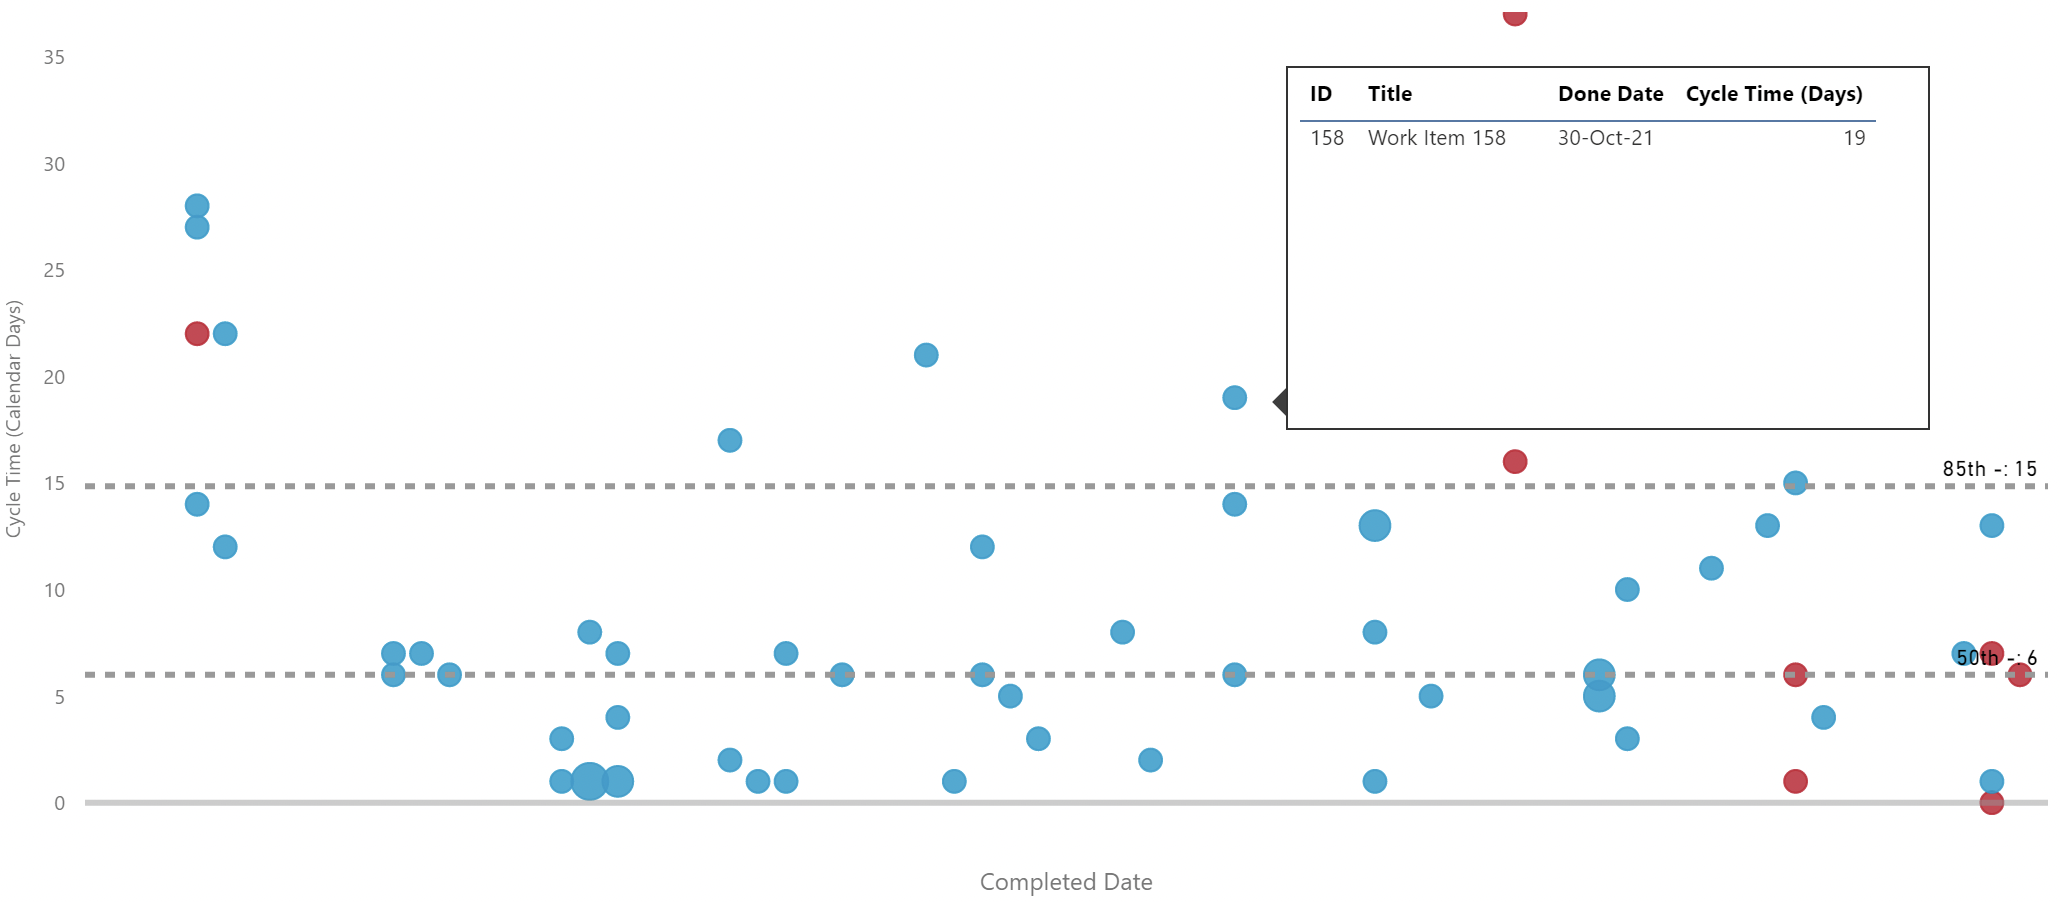 35
ID Title Done Date Cycle Time (Days)
158 Work Item 158 30-Oct-21 19
30
25
20
15
10
5
0
Cycle Time (Calendar Days)
85th -: 15
50th -: 6
Completed Date